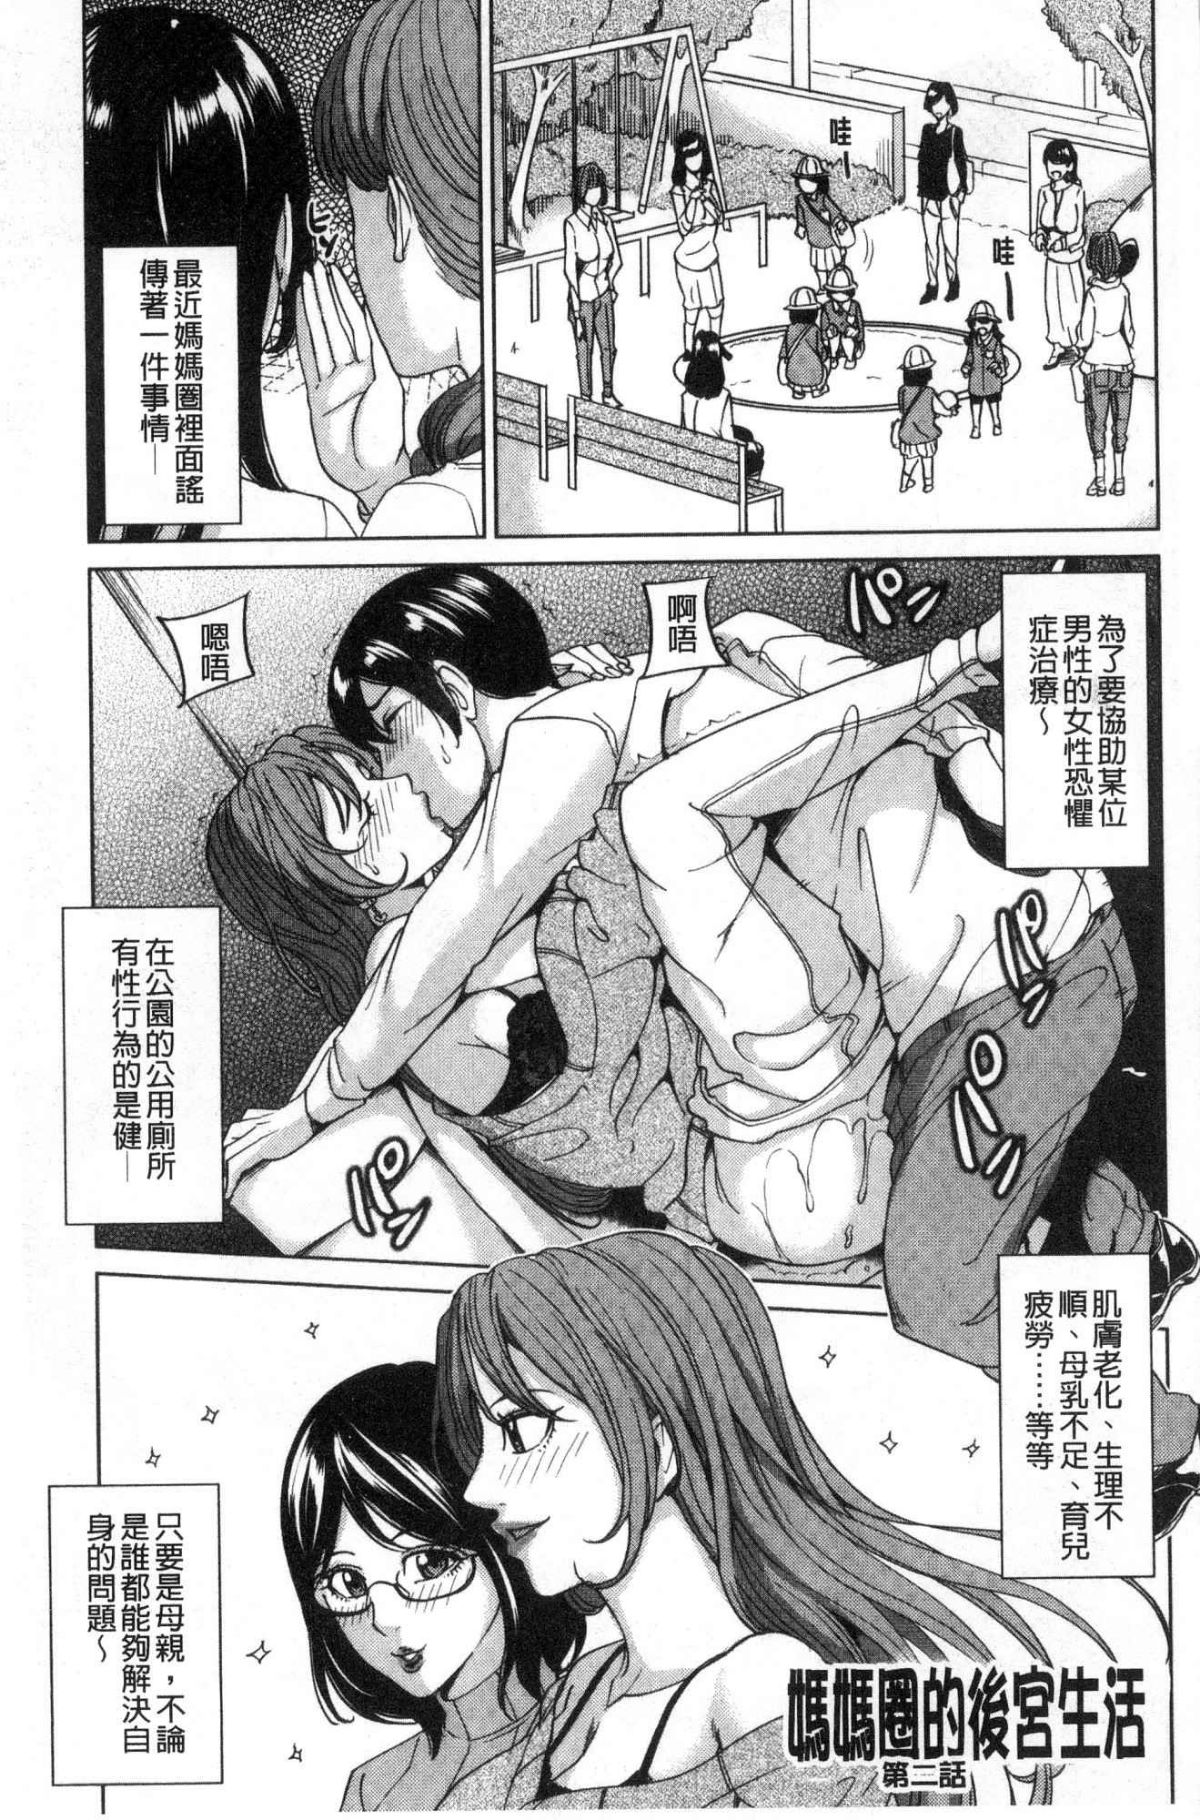 哇ー
哇ー
最近媽媽圈裡面謠
傳著一件事情—
ヒソ
為了要協助某位
男性的女性恐懼
症治療～
啊唔
嗯唔
パン
パン
パン
パン
在公園的公用廁所
有性行為的是健—
肌膚老化、生理不
順、母乳不足、育兒
疲勞……等等
只要是母親，不論
是誰都能夠解決自
身的問題～
媽媽圈的後宮生活
第二話